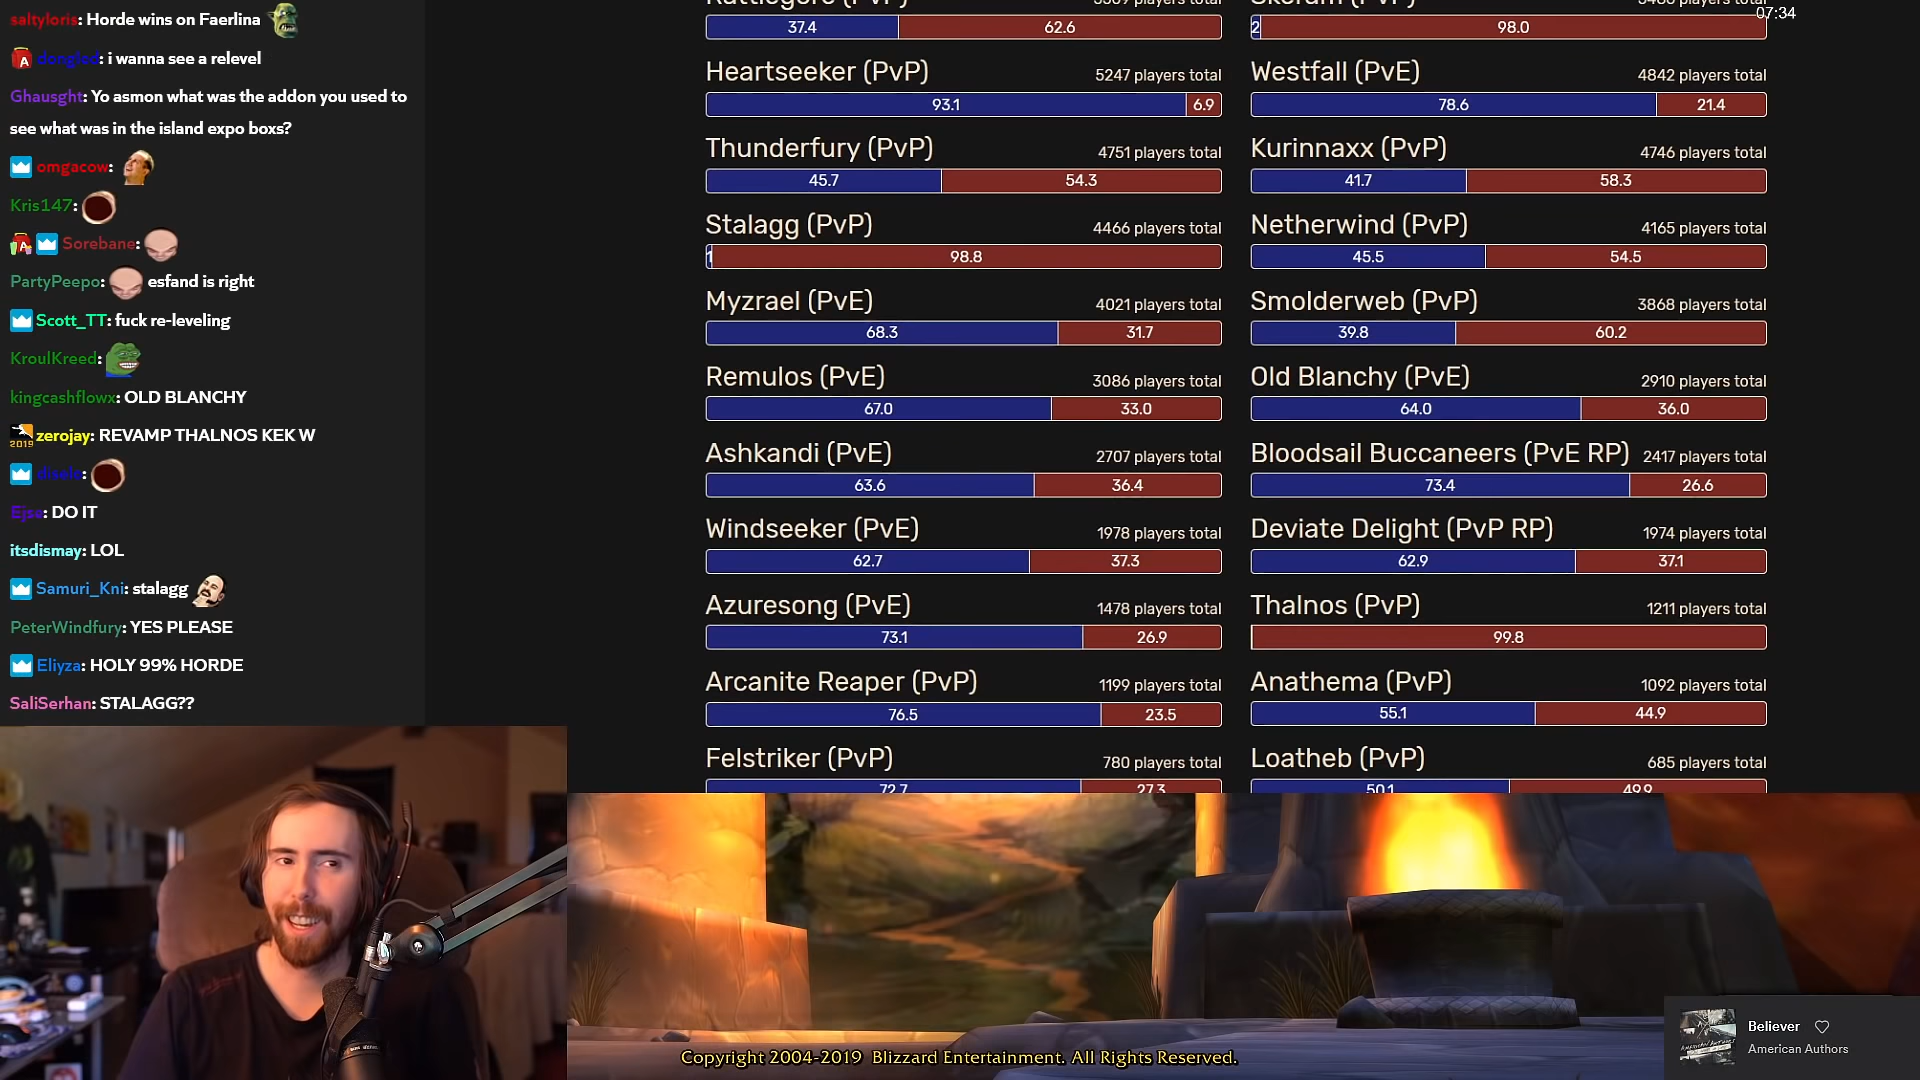 saltyloris: Horde wins on Faerlina
donglod: i wanna see a relevel
Ghausght: Yo asmon what was the addon you used to
see what was in the island expo boxs?
omgacow:
Kris147:
Sorebane:
PartyPeepo: esfand is right
Scott_TT: fuck re-leveling
KroulKreed:
kingcashflowx: OLD BLANCHY
2019 zerojay: REVAMP THALNOS KEK W
diselo:
Ejse: DO IT
itsdismay: LOL
Samuri_Kni: stalagg
PeterWindfury: YES PLEASE
Eliyza: HOLY 99% HORDE
SaliSerhan: STALAGG??
07:34
37.4 62.6
2 98.0
Heartseeker (PvP) 5247 players total
93.1 6.9
Westfall (PvE) 4842 players total
78.6 21.4
Thunderfury (PvP) 4751 players total
45.7 54.3
Kurinnaxx (PvP) 4746 players total
41.7 58.3
Stalagg (PvP) 4466 players total
1 98.8
Netherwind (PvP) 4165 players total
45.5 54.5
Myzrael (PvE) 4021 players total
68.3 31.7
Smolderweb (PvP) 3868 players total
39.8 60.2
Remulos (PvE) 3086 players total
67.0 33.0
Old Blanchy (PvE) 2910 players total
64.0 36.0
Ashkandi (PvE) 2707 players total
63.6 36.4
Bloodsail Buccaneers (PvE RP) 2417 players total
73.4 26.6
Windseeker (PvE) 1978 players total
62.7 37.3
Deviate Delight (PvP RP) 1974 players total
62.9 37.1
Azuresong (PvE) 1478 players total
73.1 26.9
Thalnos (PvP) 1211 players total
99.8
Arcanite Reaper (PvP) 1199 players total
76.5 23.5
Anathema (PvP) 1092 players total
55.1 44.9
Felstriker (PvP) 780 players total
72.7 27.3
Loatheb (PvP) 685 players total
50.1 49.9
Copyright 2004-2019 Blizzard Entertainment. All Rights Reserved.
Believer
American Authors